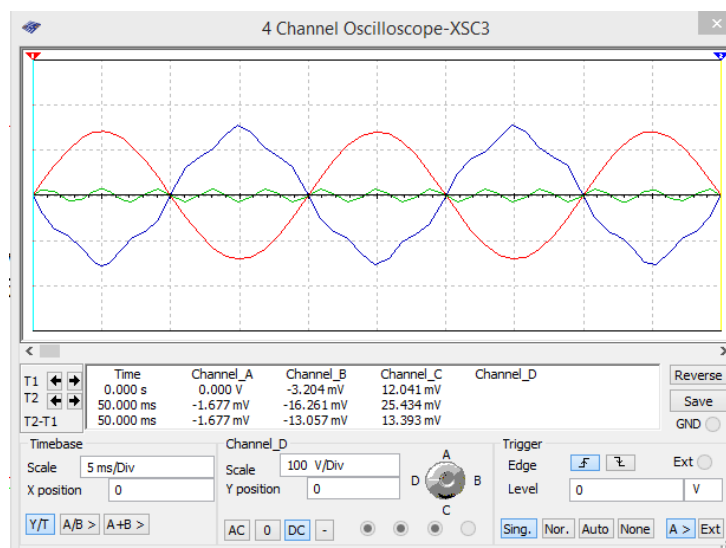 4 Channel Oscilloscope-XSC3
×
1
2
T1
T2
T2-T1
Time Channel_A Channel_B Channel_C Channel_D
0.000 s 0.000 V -3.204 mV 12.041 mV
50.000 ms -1.677 mV -16.261 mV 25.434 mV
50.000 ms -1.677 mV -13.057 mV 13.393 mV
Reverse
Save
GND
Timebase
Scale 5 ms/Div
X position 0
Y/T A/B > A+B >
Channel_D
Scale 100 V/Div
Y position 0
AC 0 DC -
A
B
C
D
Trigger
Edge Ext
Level 0 V
Sing. Nor. Auto None A > Ext